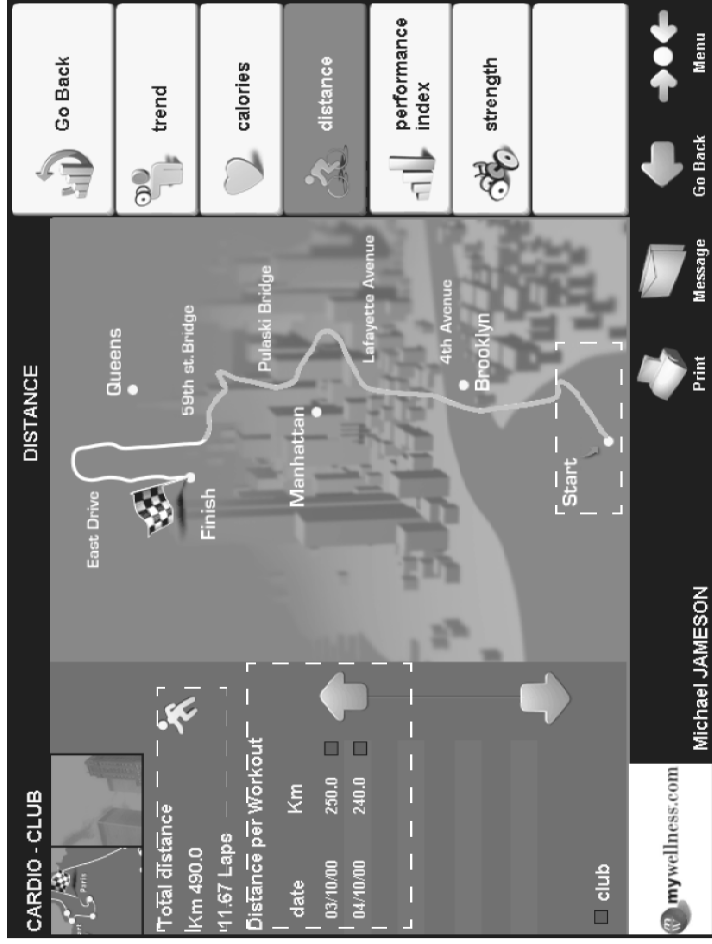 CARDIO - CLUB
DISTANCE
Total distance
Km 490.0
11.67 Laps
Distance per Workout
date Km
03/10/00 250.0
04/10/00 240.0
club
East Drive
Queens
Finish
59th st.Bridge
Pulaski Bridge
Manhattan
Lafayette Avenue
4th Avenue
Brooklyn
Start
Go Back
trend
calories
distance
performance
index
strength
mywellness.com
Michael JAMESON
Print
Message
Go Back
Menu